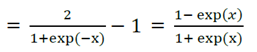 = 2 / (1+exp(−x)) − 1 = (1− exp(x)) / (1+ exp(x))